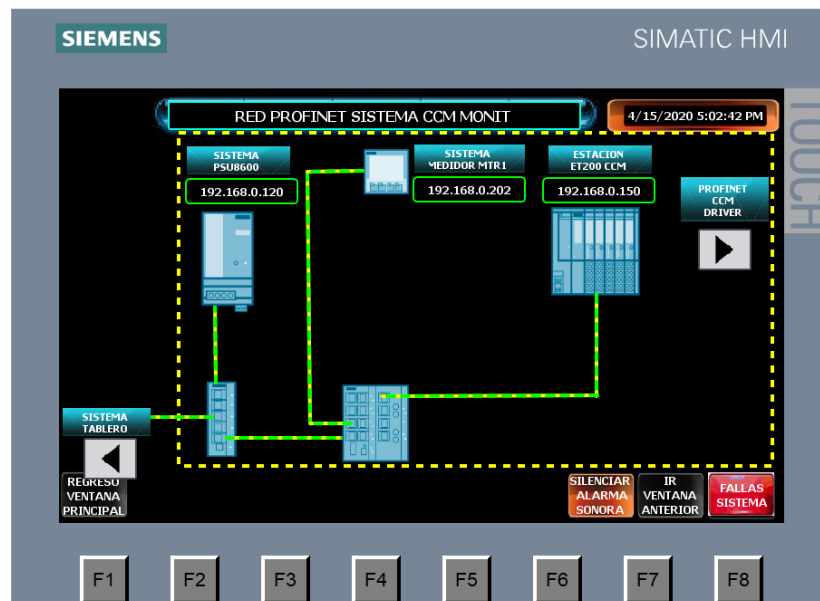 SIEMENS
SIMATIC HMI
TOUCH
RED PROFINET SISTEMA CCM MONIT
4/15/2020 5:02:42 PM
SISTEMA
PSU8600
192.168.0.120
SISTEMA
MEDIDOR MTR1
192.168.0.202
ESTACION
ET200 CCM
192.168.0.150
PROFINET
CCM
DRIVER
SISTEMA
TABLERO
REGRESO
VENTANA
PRINCIPAL
SILENCIAR
ALARMA
SONORA
IR
VENTANA
ANTERIOR
FALLAS
SISTEMA
F1
F2
F3
F4
F5
F6
F7
F8